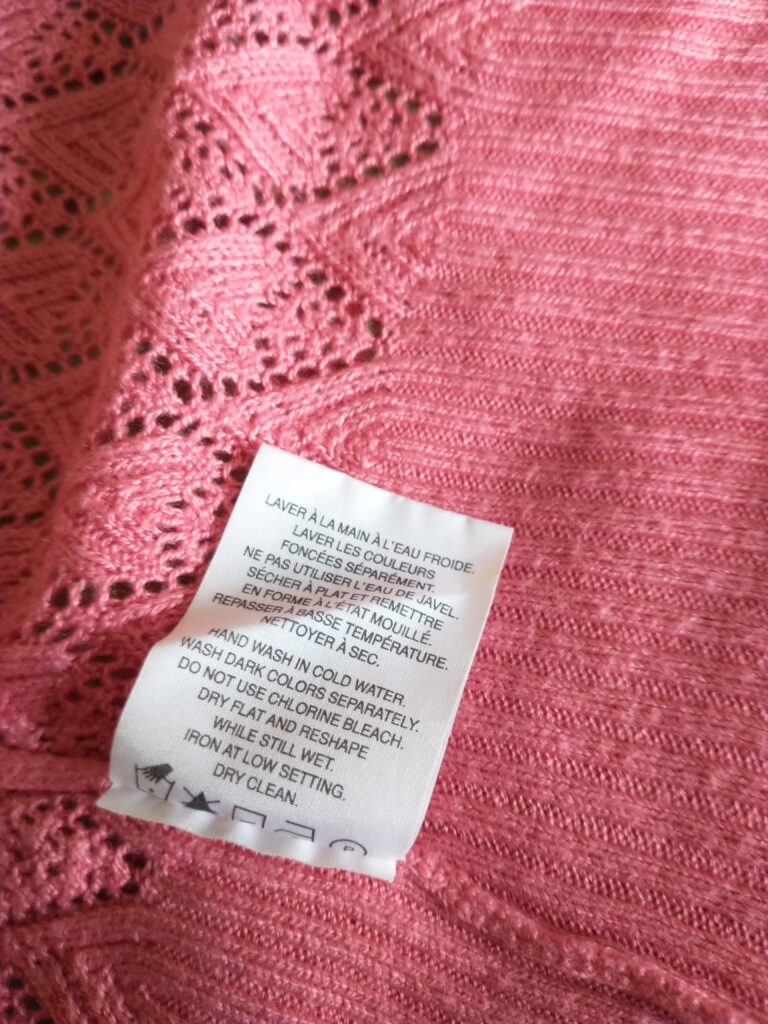 LAVER À LA MAIN À L'EAU FROIDE.
LAVER LES COULEURS
FONCÉES SÉPARÉMENT.
NE PAS UTILISER L'EAU DE JAVEL.
SÉCHER À PLAT ET REMETTRE
EN FORME À L'ÉTAT MOUILLÉ.
REPASSER À BASSE TEMPÉRATURE.
NETTOYER À SEC.
HAND WASH IN COLD WATER.
WASH DARK COLORS SEPARATELY.
DO NOT USE CHLORINE BLEACH.
DRY FLAT AND RESHAPE
WHILE STILL WET.
IRON AT LOW SETTING.
DRY CLEAN.
P